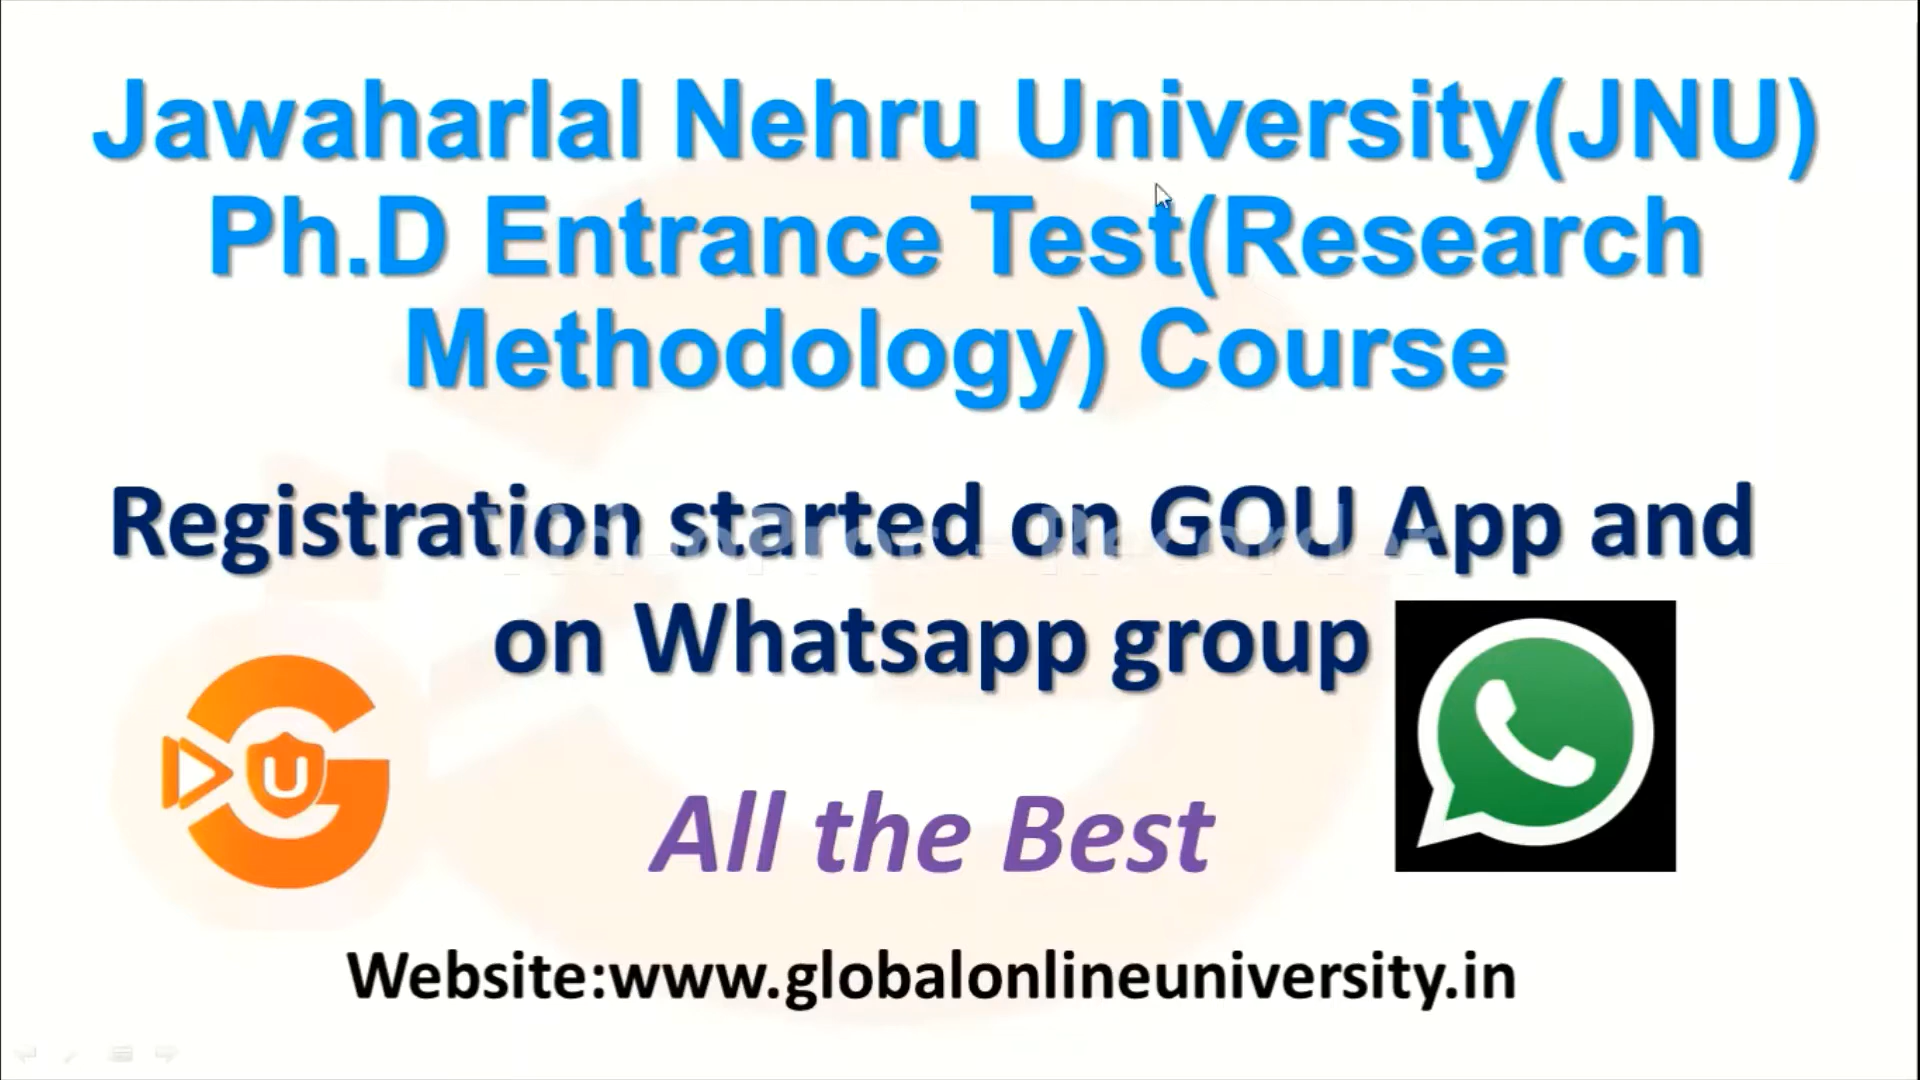 Jawaharlal Nehru University(JNU)
Ph.D Entrance Test(Research
Methodology) Course
Registration started on GOU App and
on Whatsapp group
U
All the Best
Website:www.globalonlineuniversity.in